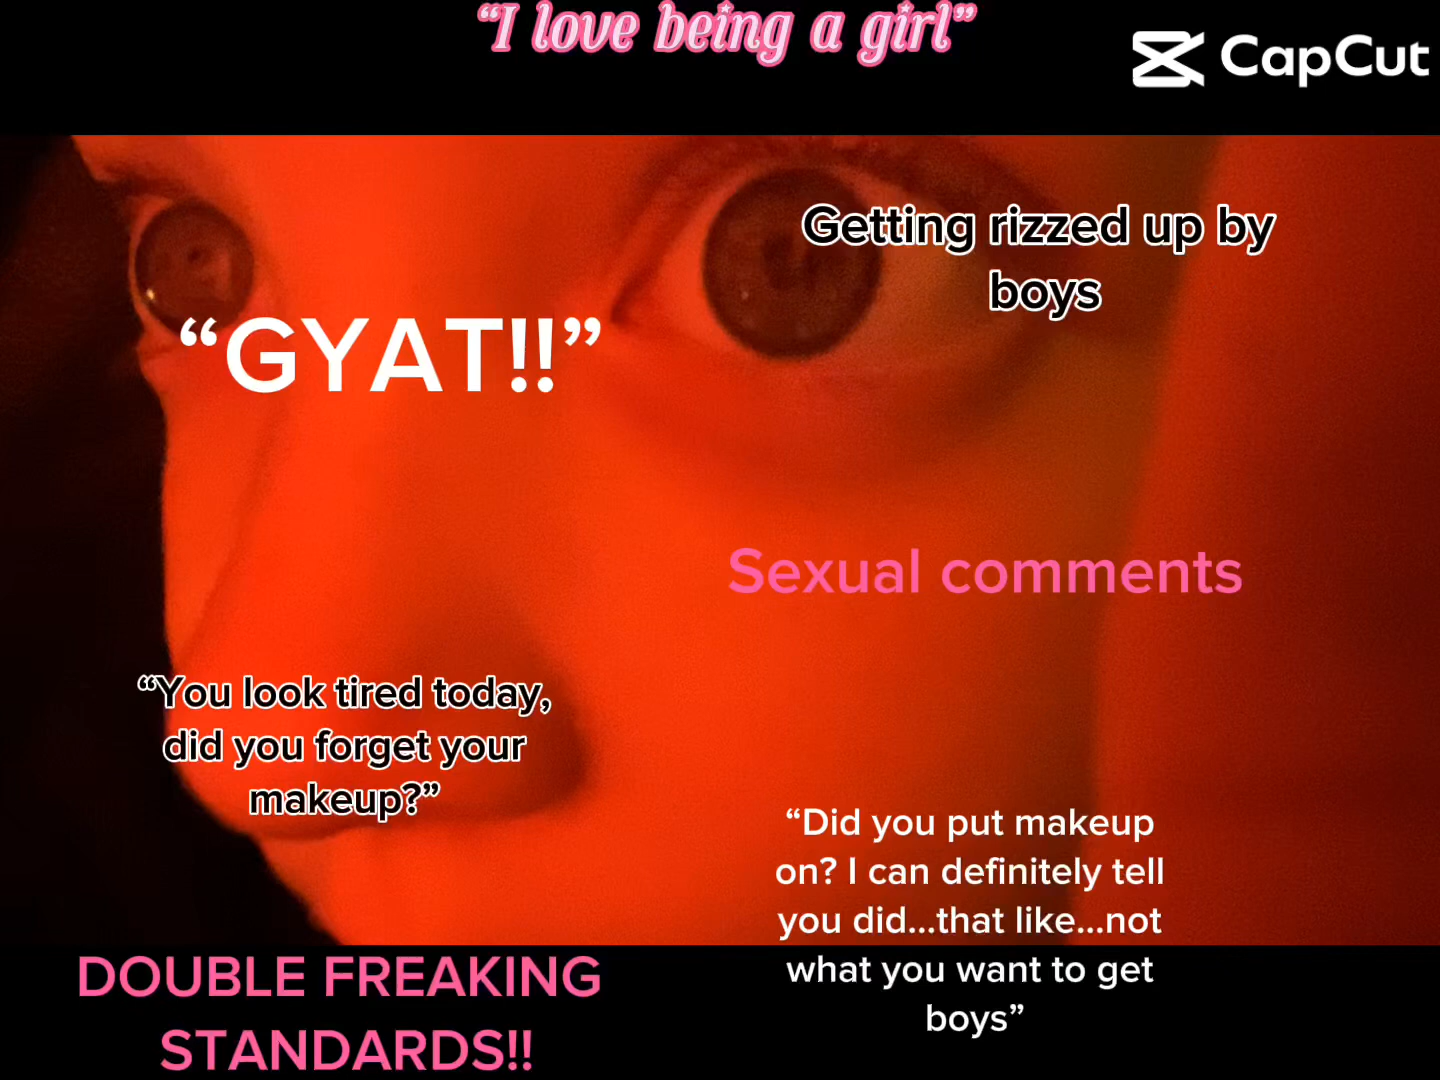 “I love being a girl”
CapCut
Getting rizzed up by
boys
“GYAT!!”
Sexual comments
“You look tired today,
did you forget your
makeup?”
“Did you put makeup
on? I can definitely tell
you did...that like...not
what you want to get
boys”
DOUBLE FREAKING
STANDARDS!!